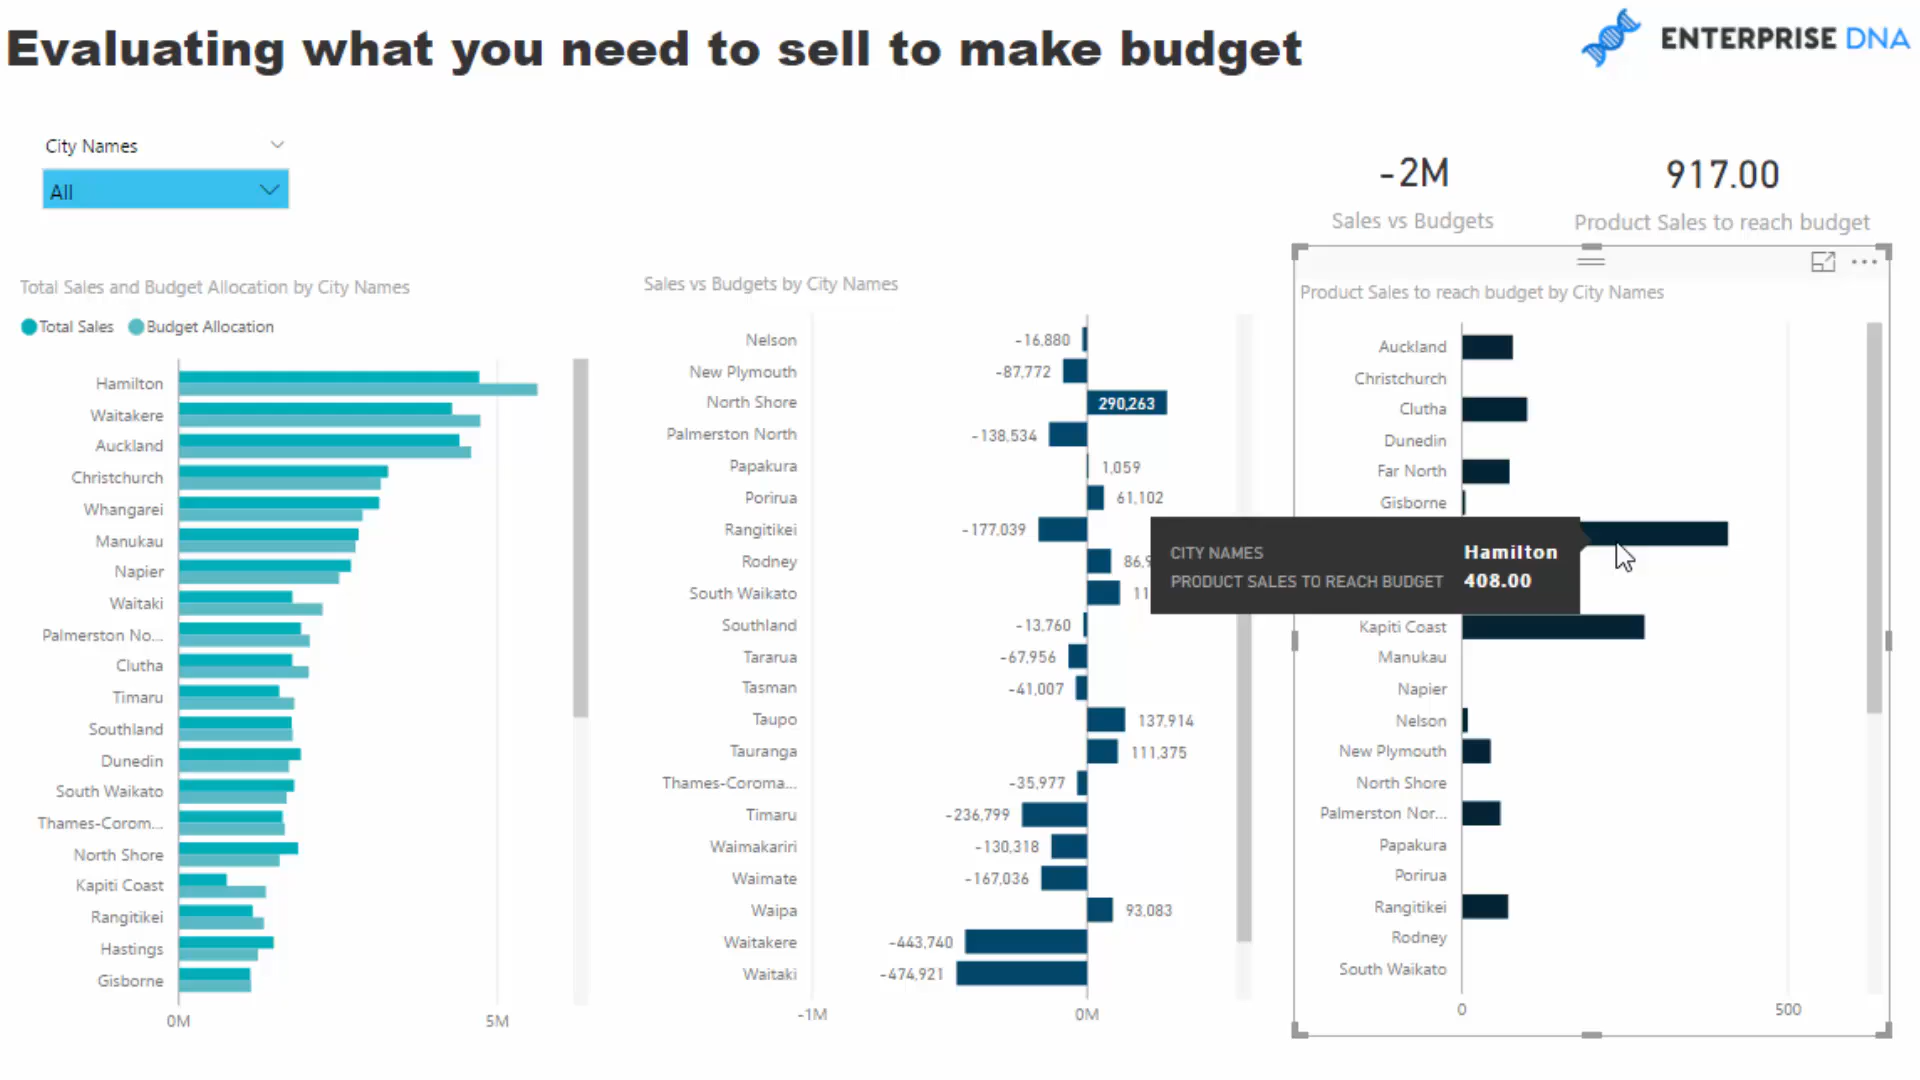 Evaluating what you need to sell to make budget
ENTERPRISE DNA
City Names
All
-2M
Sales vs Budgets
917.00
Product Sales to reach budget
Total Sales and Budget Allocation by City Names
Total Sales
Budget Allocation
Hamilton
Waitakere
Auckland
Christchurch
Whangarei
Manukau
Napier
Waitaki
Palmerston No...
Clutha
Timaru
Southland
Dunedin
South Waikato
Thames-Corom...
North Shore
Kapiti Coast
Rangitikei
Hastings
Gisborne
0M
5M
Sales vs Budgets by City Names
Nelson -16,880
New Plymouth -87,772
North Shore 290,263
Palmerston North -138,534
Papakura 1,059
Porirua 61,102
Rangitikei -177,039
Rodney
South Waikato
Southland -13,760
Tararua -67,956
Tasman -41,007
Taupo 137,914
Tauranga 111,375
Thames-Coroma... -35,977
Timaru -236,799
Waimakariri -130,318
Waimate -167,036
Waipa 93,083
Waitakere -443,740
Waitaki -474,921
-1M
0M
Product Sales to reach budget by City Names
Auckland
Christchurch
Clutha
Dunedin
Far North
Gisborne
CITY NAMES Hamilton
PRODUCT SALES TO REACH BUDGET 408.00
Kapiti Coast
Manukau
Napier
Nelson
New Plymouth
North Shore
Palmerston Nor...
Papakura
Porirua
Rangitikei
Rodney
South Waikato
0
500